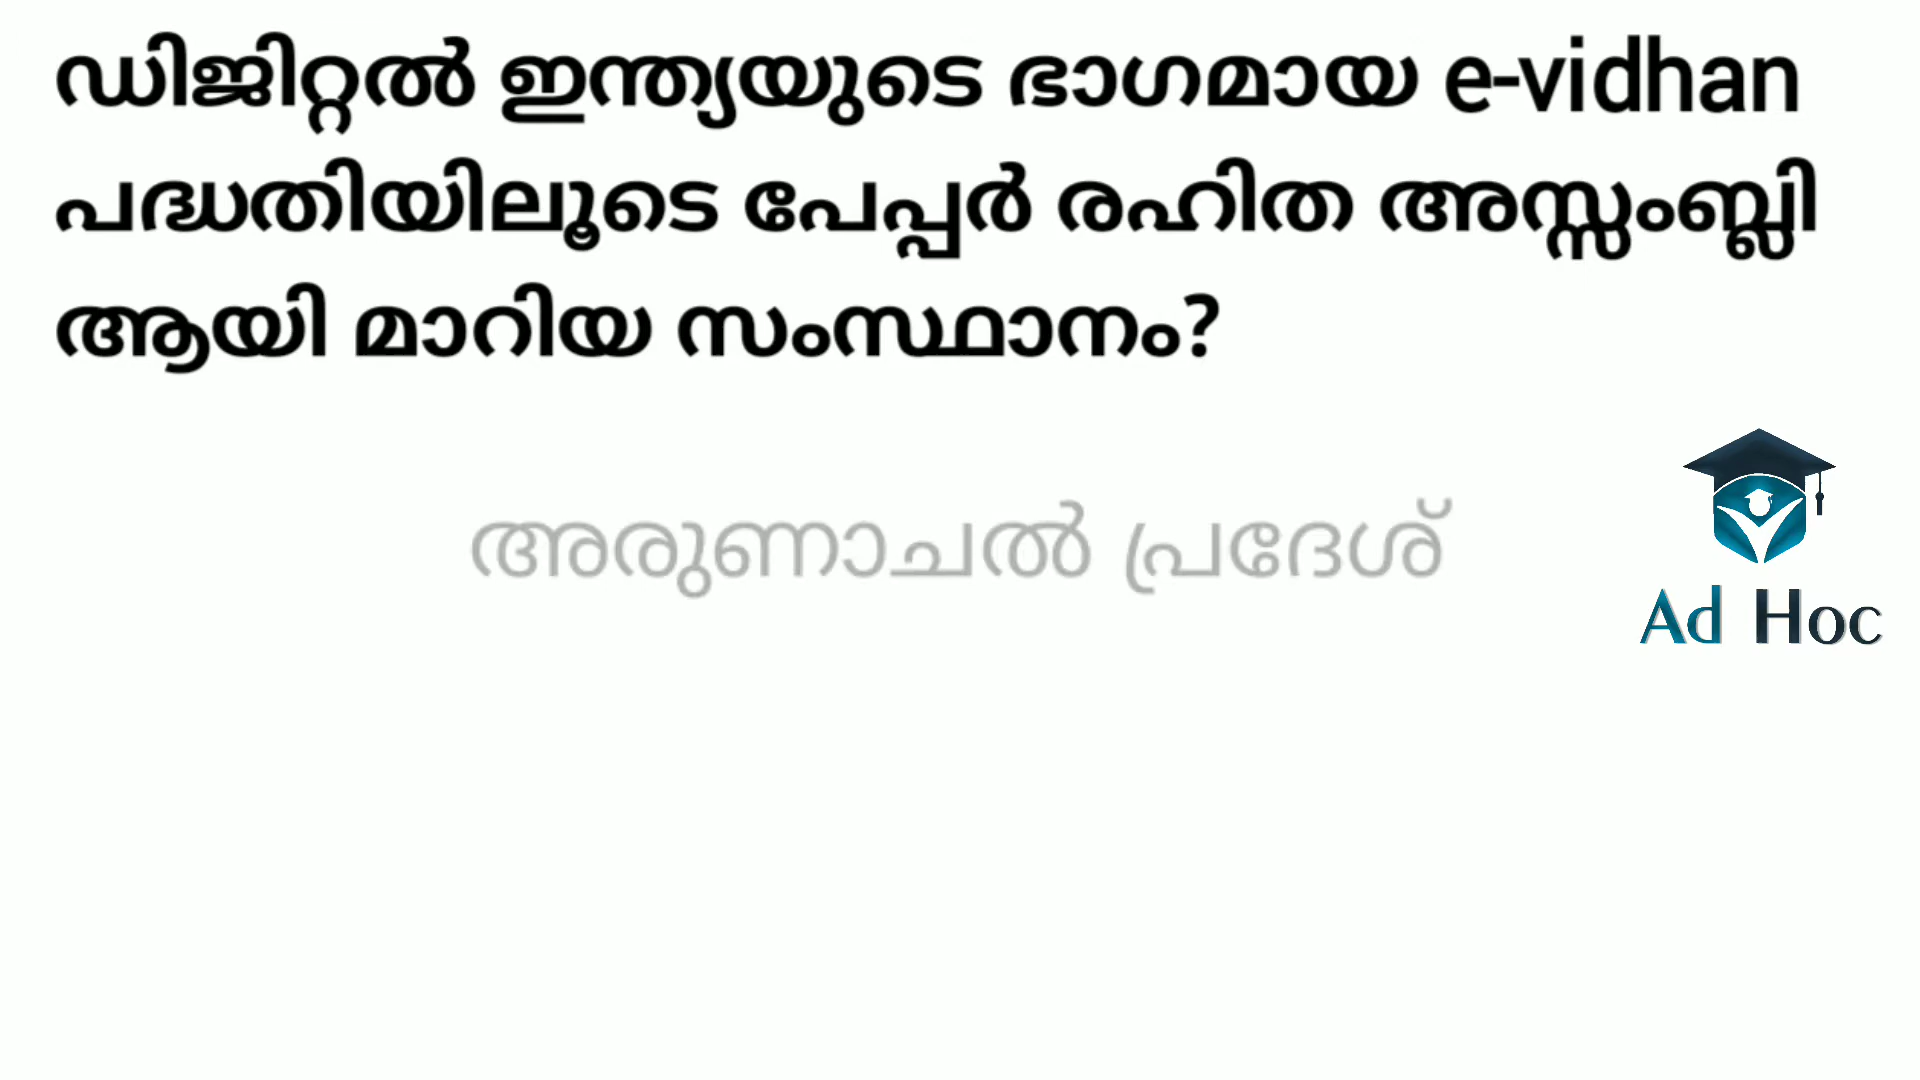 ഡിജിറ്റൽ ഇന്ത്യയുടെ ഭാഗമായ e-vidhan
പദ്ധതിയിലൂടെ പേപ്പർ രഹിത അസ്സംബ്ലി
ആയി മാറിയ സംസ്ഥാനം?
അരുണാചൽ പ്രദേശ്
Ad Hoc